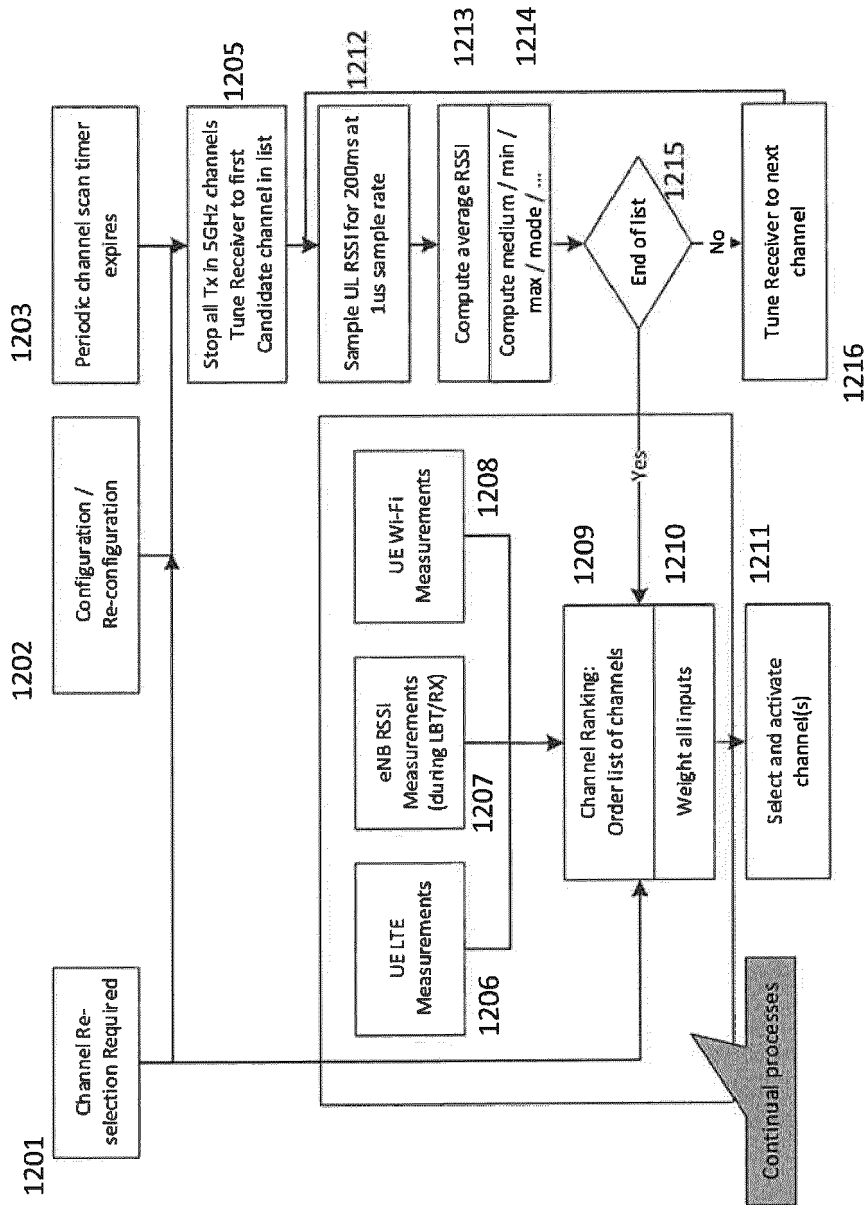 1201
Channel Re-
selection Required
1202
Configuration /
Re-configuration
1203
Periodic channel scan timer
expires
1205
Stop all Tx in 5GHz channels
Tune Receiver to first
Candidate channel in list
1212
Sample UL RSSI for 200ms at
1us sample rate
1213
Compute average RSSI
1214
Compute medium / min /
max / mode / ...
1215
End of list
No
Yes
1216
Tune Receiver to next
channel
UE LTE
Measurements
1206
eNB RSSI
Measurements
(during LBT/RX)
1207
UE Wi-Fi
Measurements
1208
1209
Channel Ranking:
Order list of channels
1210
Weight all inputs
1211
Select and activate
channel(s)
Continual processes